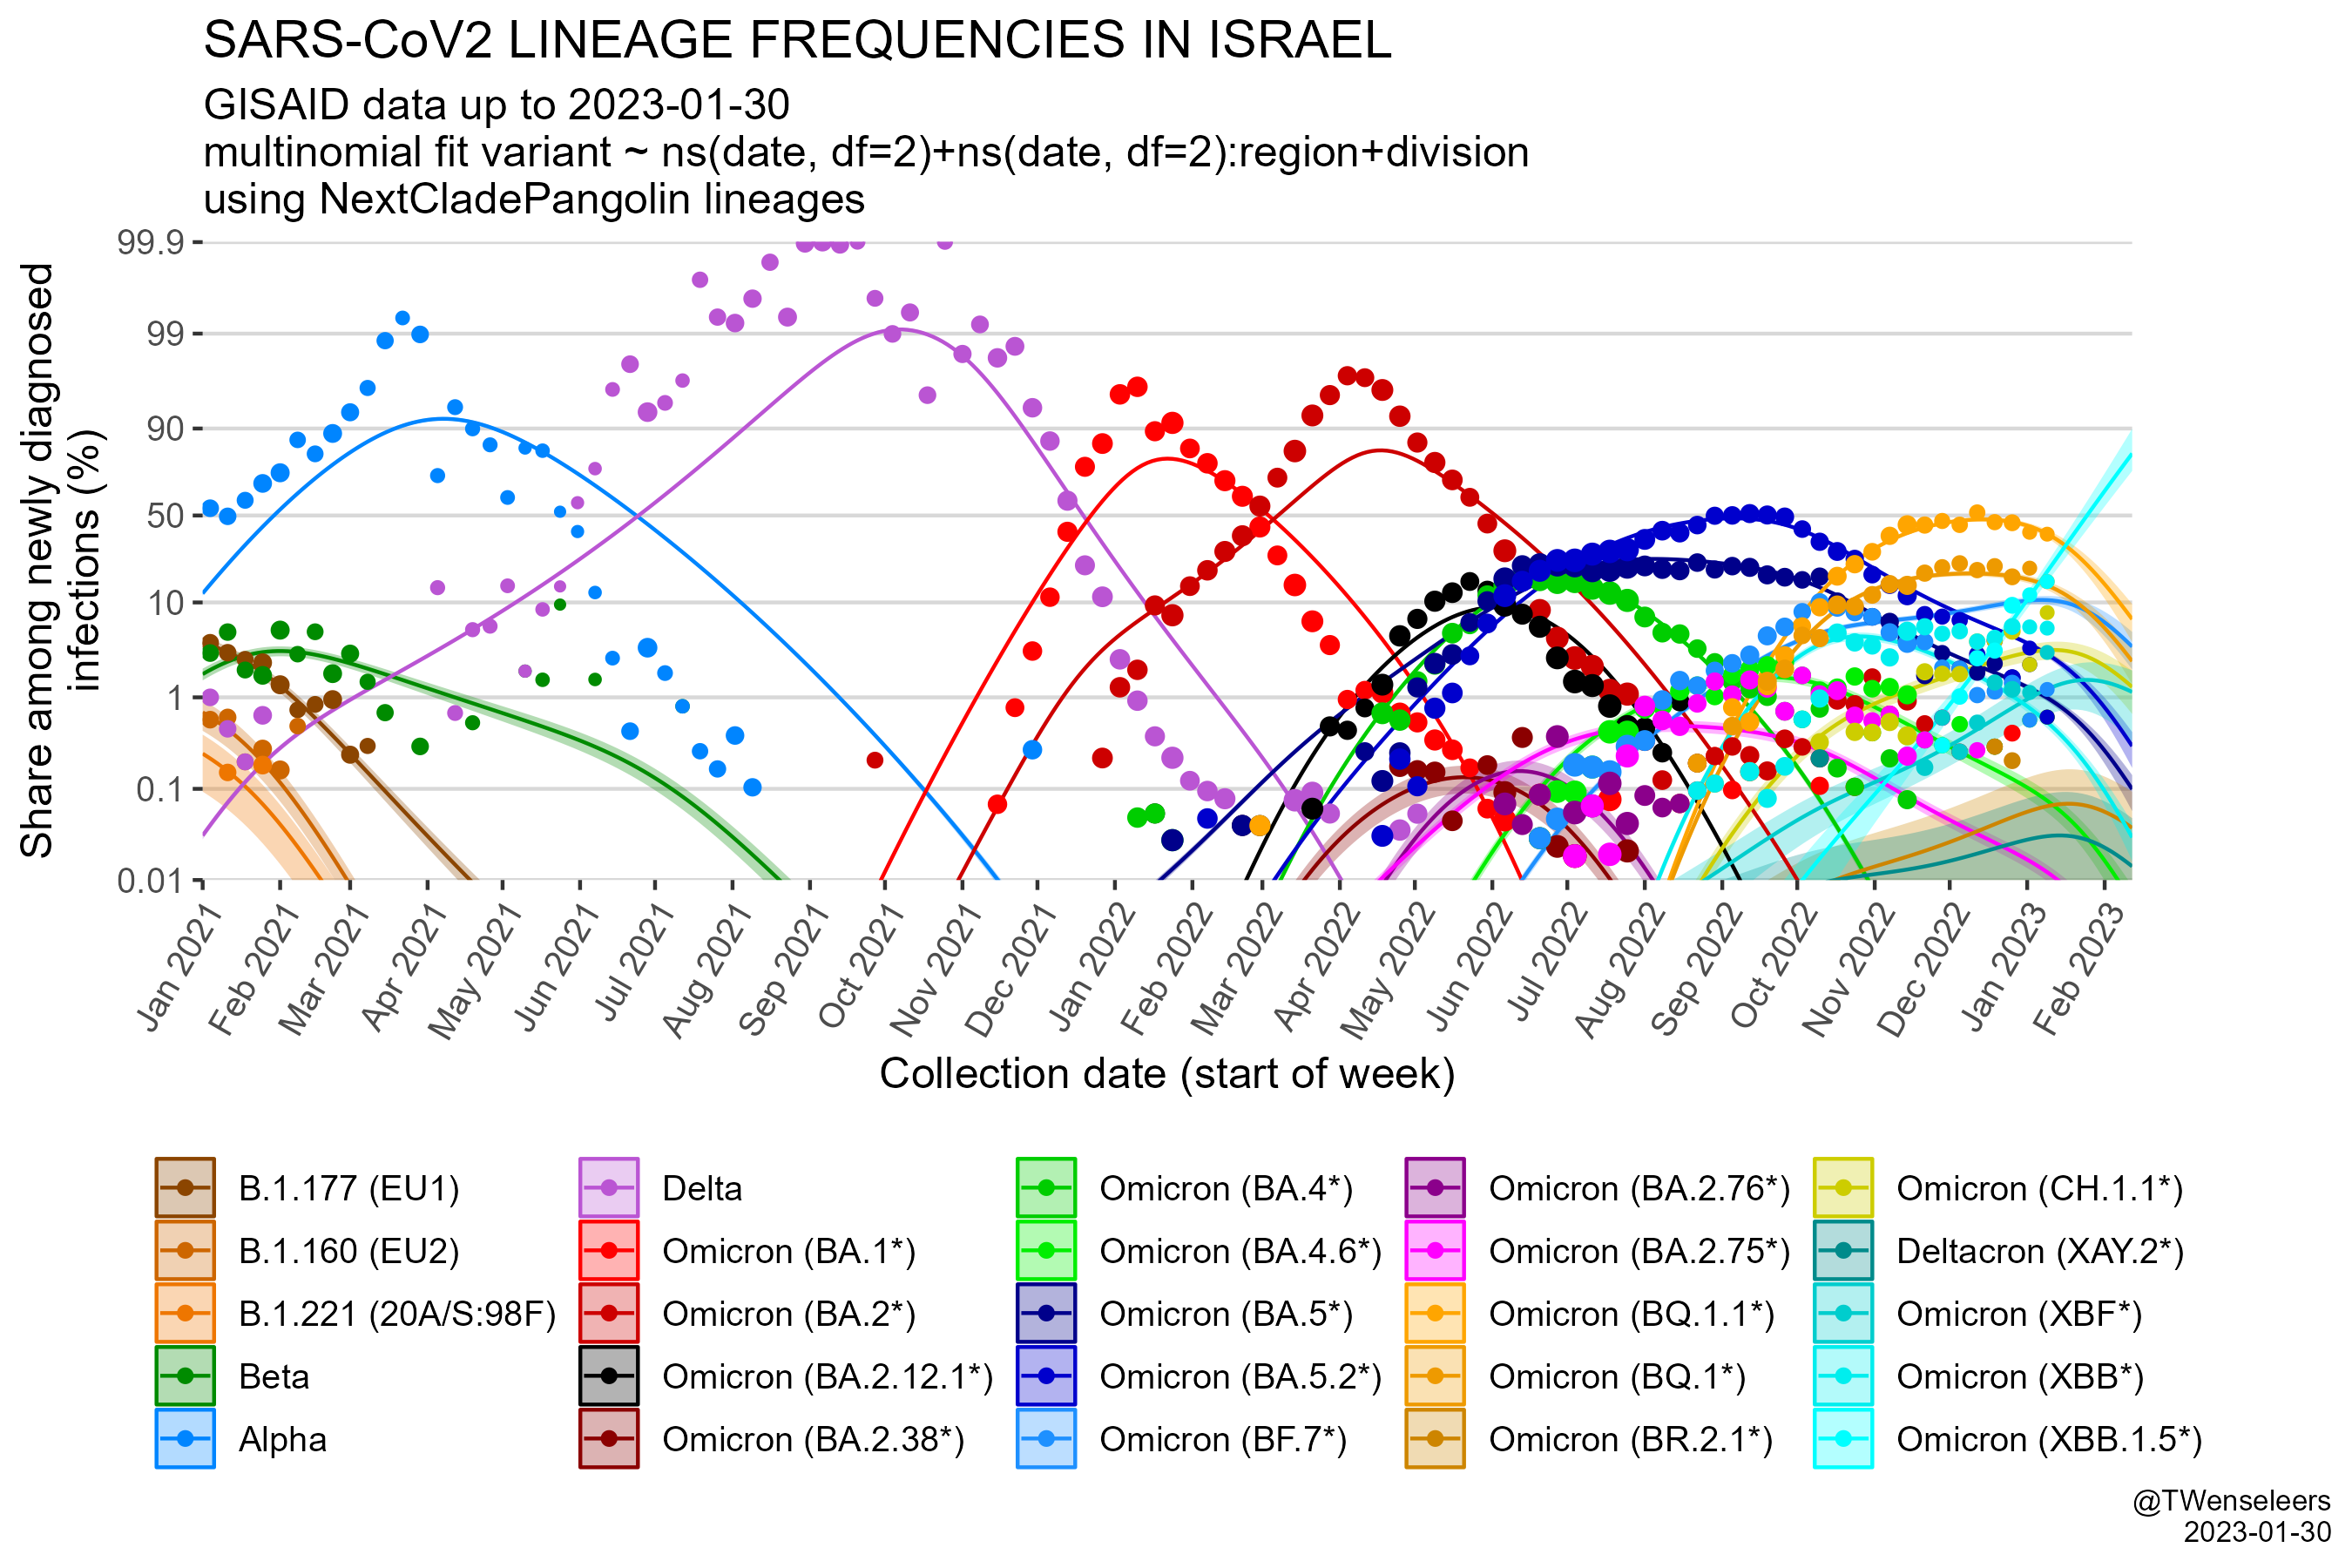 SARS-CoV2 LINEAGE FREQUENCIES IN ISRAEL
GISAID data up to 2023-01-30
multinomial fit variant ~ ns(date, df=2)+ns(date, df=2):region+division
using NextCladePangolin lineages
Share among newly diagnosed
infections (%)
99.9
99
90
50
10
1
0.1
0.01
Jan 2021
Feb 2021
Mar 2021
Apr 2021
May 2021
Jun 2021
Jul 2021
Aug 2021
Sep 2021
Oct 2021
Nov 2021
Dec 2021
Jan 2022
Feb 2022
Mar 2022
Apr 2022
May 2022
Jun 2022
Jul 2022
Aug 2022
Sep 2022
Oct 2022
Nov 2022
Dec 2022
Jan 2023
Feb 2023
Collection date (start of week)
B.1.177 (EU1)
B.1.160 (EU2)
B.1.221 (20A/S:98F)
Beta
Alpha
Delta
Omicron (BA.1*)
Omicron (BA.2*)
Omicron (BA.2.12.1*)
Omicron (BA.2.38*)
Omicron (BA.4*)
Omicron (BA.4.6*)
Omicron (BA.5*)
Omicron (BA.5.2*)
Omicron (BF.7*)
Omicron (BA.2.76*)
Omicron (BA.2.75*)
Omicron (BQ.1.1*)
Omicron (BQ.1*)
Omicron (BR.2.1*)
Omicron (CH.1.1*)
Deltacron (XAY.2*)
Omicron (XBF*)
Omicron (XBB*)
Omicron (XBB.1.5*)
@TWenseleers
2023-01-30